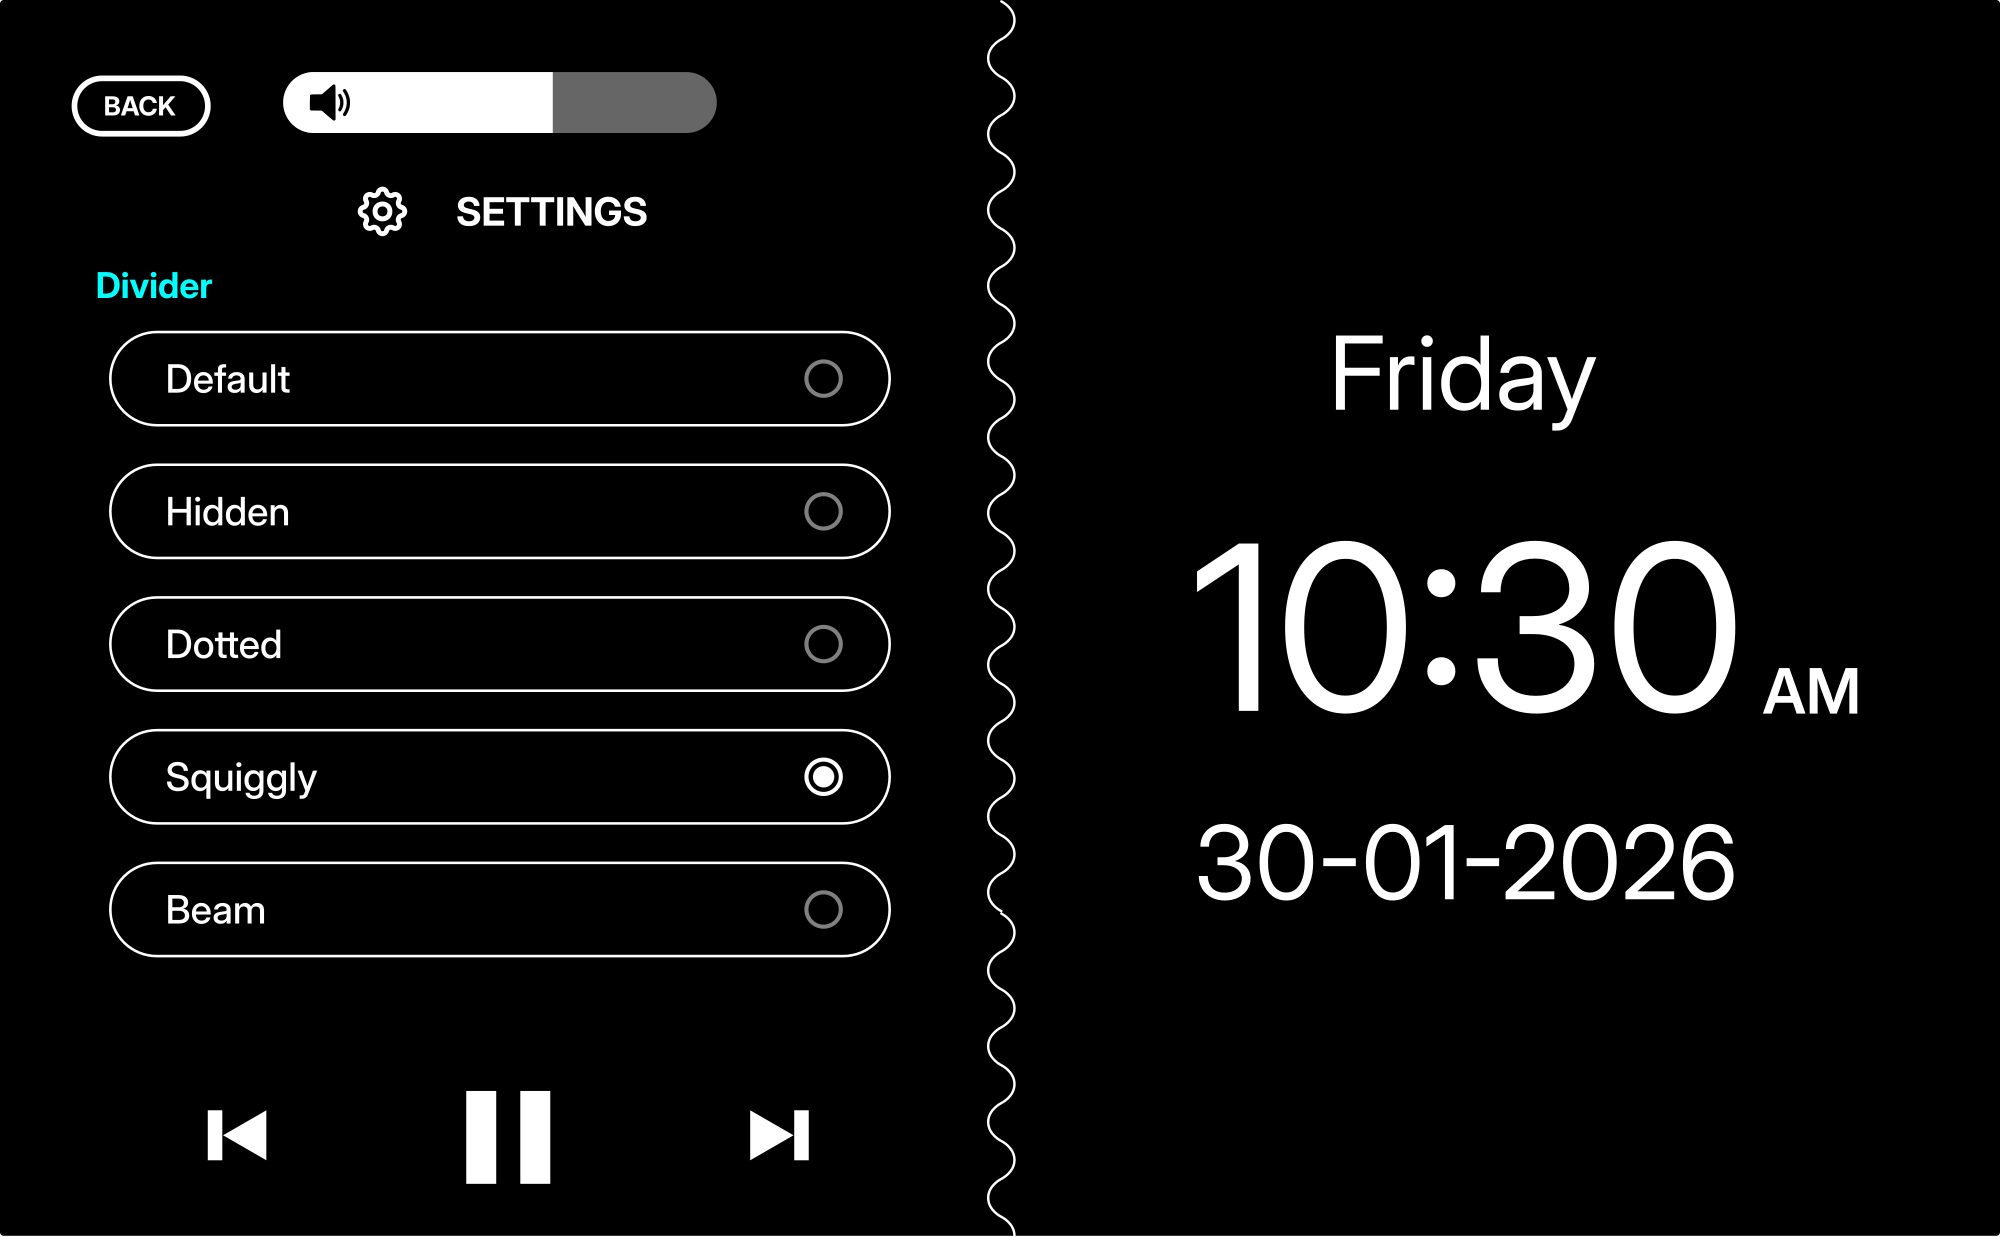 BACK
SETTINGS
Divider
Default
Hidden
Dotted
Squiggly
Beam
Friday
10:30 AM
30-01-2026